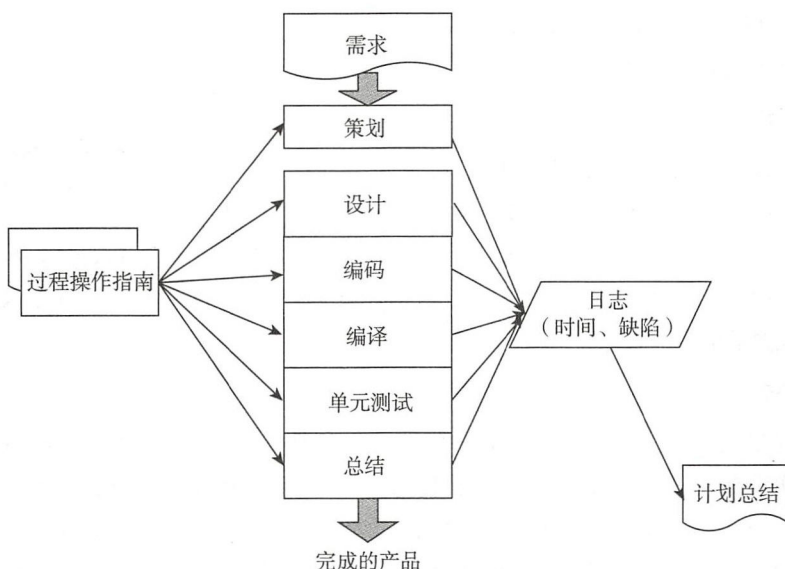 需求
策划
设计
编码
编译
单元测试
总结
完成的产品
过程操作指南
日志
（时间、缺陷）
计划总结